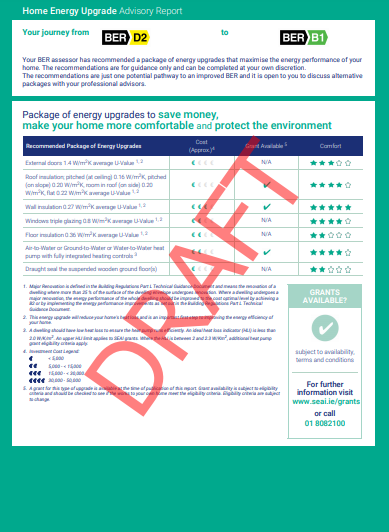 Home Energy Upgrade Advisory Report
Your journey from BER D2 to BER B1
Your BER assessor has recommended a package of energy upgrades that maximise the energy performance of your
home. The recommendations are for guidance only and can be completed at your own discretion.
The recommendations are just one potential pathway to an improved BER and it is open to you to discuss alternative
packages with your professional advisors.
Package of energy upgrades to save money,
make your home more comfortable and protect the environment
Recommended Package of Energy Upgrades Cost (Approx.)4 Grant Available 5 Comfort
External doors 1.4 W/m2K average U-Value 1, 2 € € € € N/A ★★★☆☆
Roof insulation; pitched (at ceiling) 0.16 W/m2K, pitched
(on slope) 0.20 W/m2K, room in roof (on side) 0.20
W/m2K, flat 0.22 W/m2K average U-Value 1, 2 € € € € ✔ ★★★★☆
Wall insulation 0.27 W/m2K average U-Value 1, 2 € € € € ✔ ★★★★★
Windows triple glazing 0.8 W/m2K average U-Value 1, 2 N/A ★★★★☆
Floor insulation 0.36 W/m2K average U-Value 1, 2 N/A ★★★☆☆
Air-to-Water or Ground-to-Water or Water-to-Water heat
pump with fully integrated heating controls 3 ✔ ★★★★☆
Draught seal the suspended wooden ground floor(s) N/A ★★★☆☆
DRAFT
1. Major Renovation is defined in the Building Regulations Part L Technical Guidance Document and means the renovation of a
dwelling where more than 25% of the surface of the dwelling envelope undergoes renovation. Where a dwelling undergoes a
major renovation, the energy performance of the whole dwelling should be improved to the cost optimal level by achieving a
B2 or by implementing the energy performance improvements as set out in the Building Regulations Part L Technical
Guidance Document.
2. This energy upgrade will reduce your home's heat loss and is an important first step to improving the energy efficiency of
your home.
3. A dwelling should have low heat loss to ensure the heat pump runs efficiently. An ideal heat loss indicator (HLI) is less than
2.0 W/K/m2. An upper HLI limit applies to SEAI grants. Where the HLI is between 2 and 2.3 W/K/m2, additional heat pump
grant eligibility criteria apply.
4. Investment Cost Legend:
€ < 5,000
€€ 5,000 - < 15,000
€€€ 15,000 - < 30,000
€€€€ 30,000 - 50,000
5. A grant for this type of upgrade is available at the time of publication of this report. Grant availability is subject to eligibility
criteria and should be checked to see if the works to your own home meet the eligibility criteria. Eligibility criteria are subject
to change.
GRANTS
AVAILABLE?
✔
subject to availability,
terms and conditions
For further
information visit
www.seai.ie/grants
or call
01 8082100